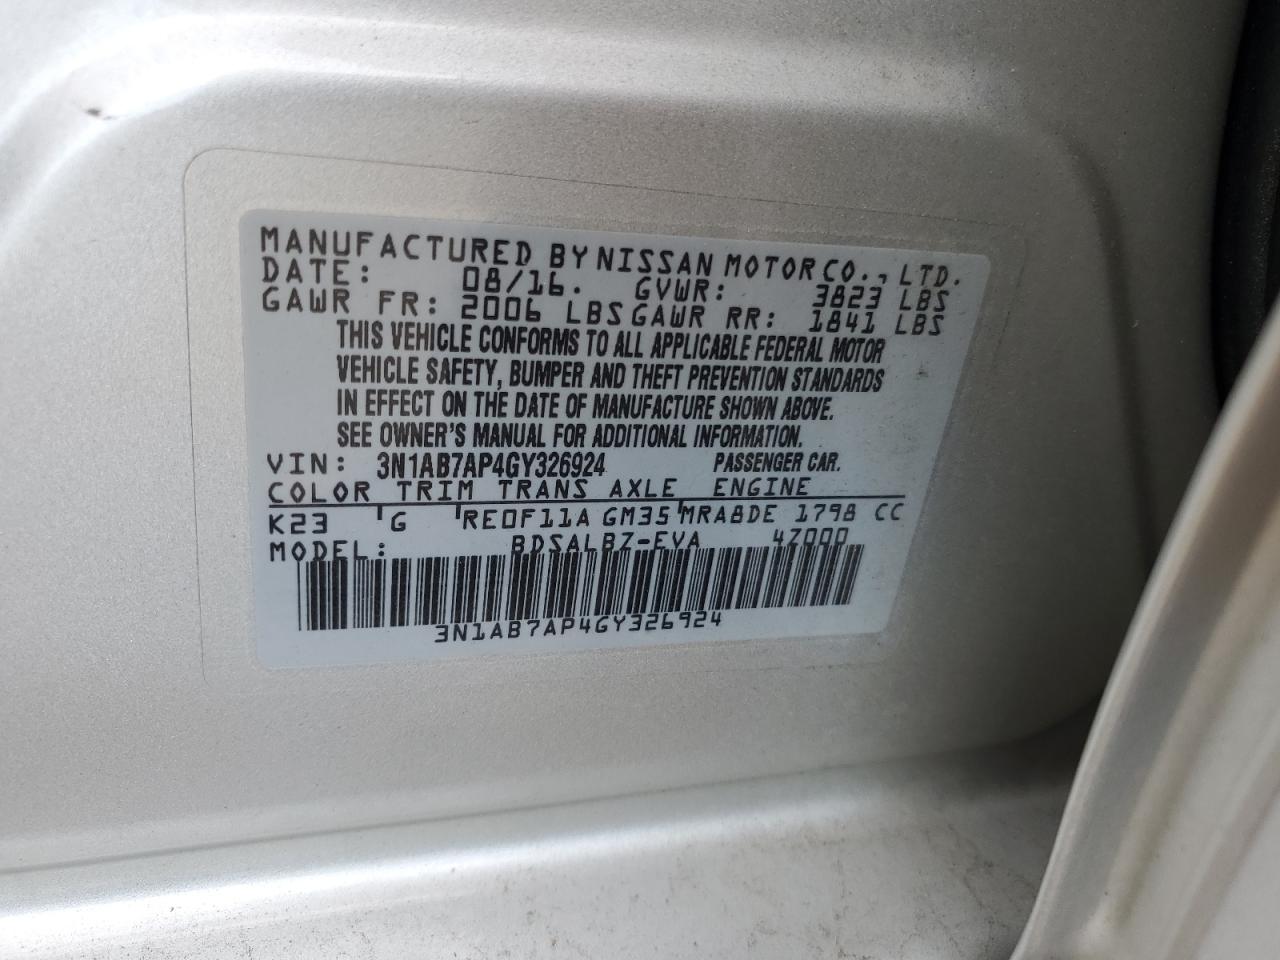 MANUFACTURED BY NISSAN MOTOR CO., LTD.
DATE: 08/16. GVWR: 3823 LBS
GAWR FR: 2006 LBS GAWR RR: 1841 LBS
THIS VEHICLE CONFORMS TO ALL APPLICABLE FEDERAL MOTOR
VEHICLE SAFETY, BUMPER AND THEFT PREVENTION STANDARDS
IN EFFECT ON THE DATE OF MANUFACTURE SHOWN ABOVE.
SEE OWNER'S MANUAL FOR ADDITIONAL INFORMATION.
VIN: 3N1AB7AP4GY326924 PASSENGER CAR.
COLOR TRIM TRANS AXLE ENGINE
K23 G RE0F11A GM35 MRA8DE 1798 CC
MODEL: BDSALBZ-EVA 4Z000
3N1AB7AP4GY326924